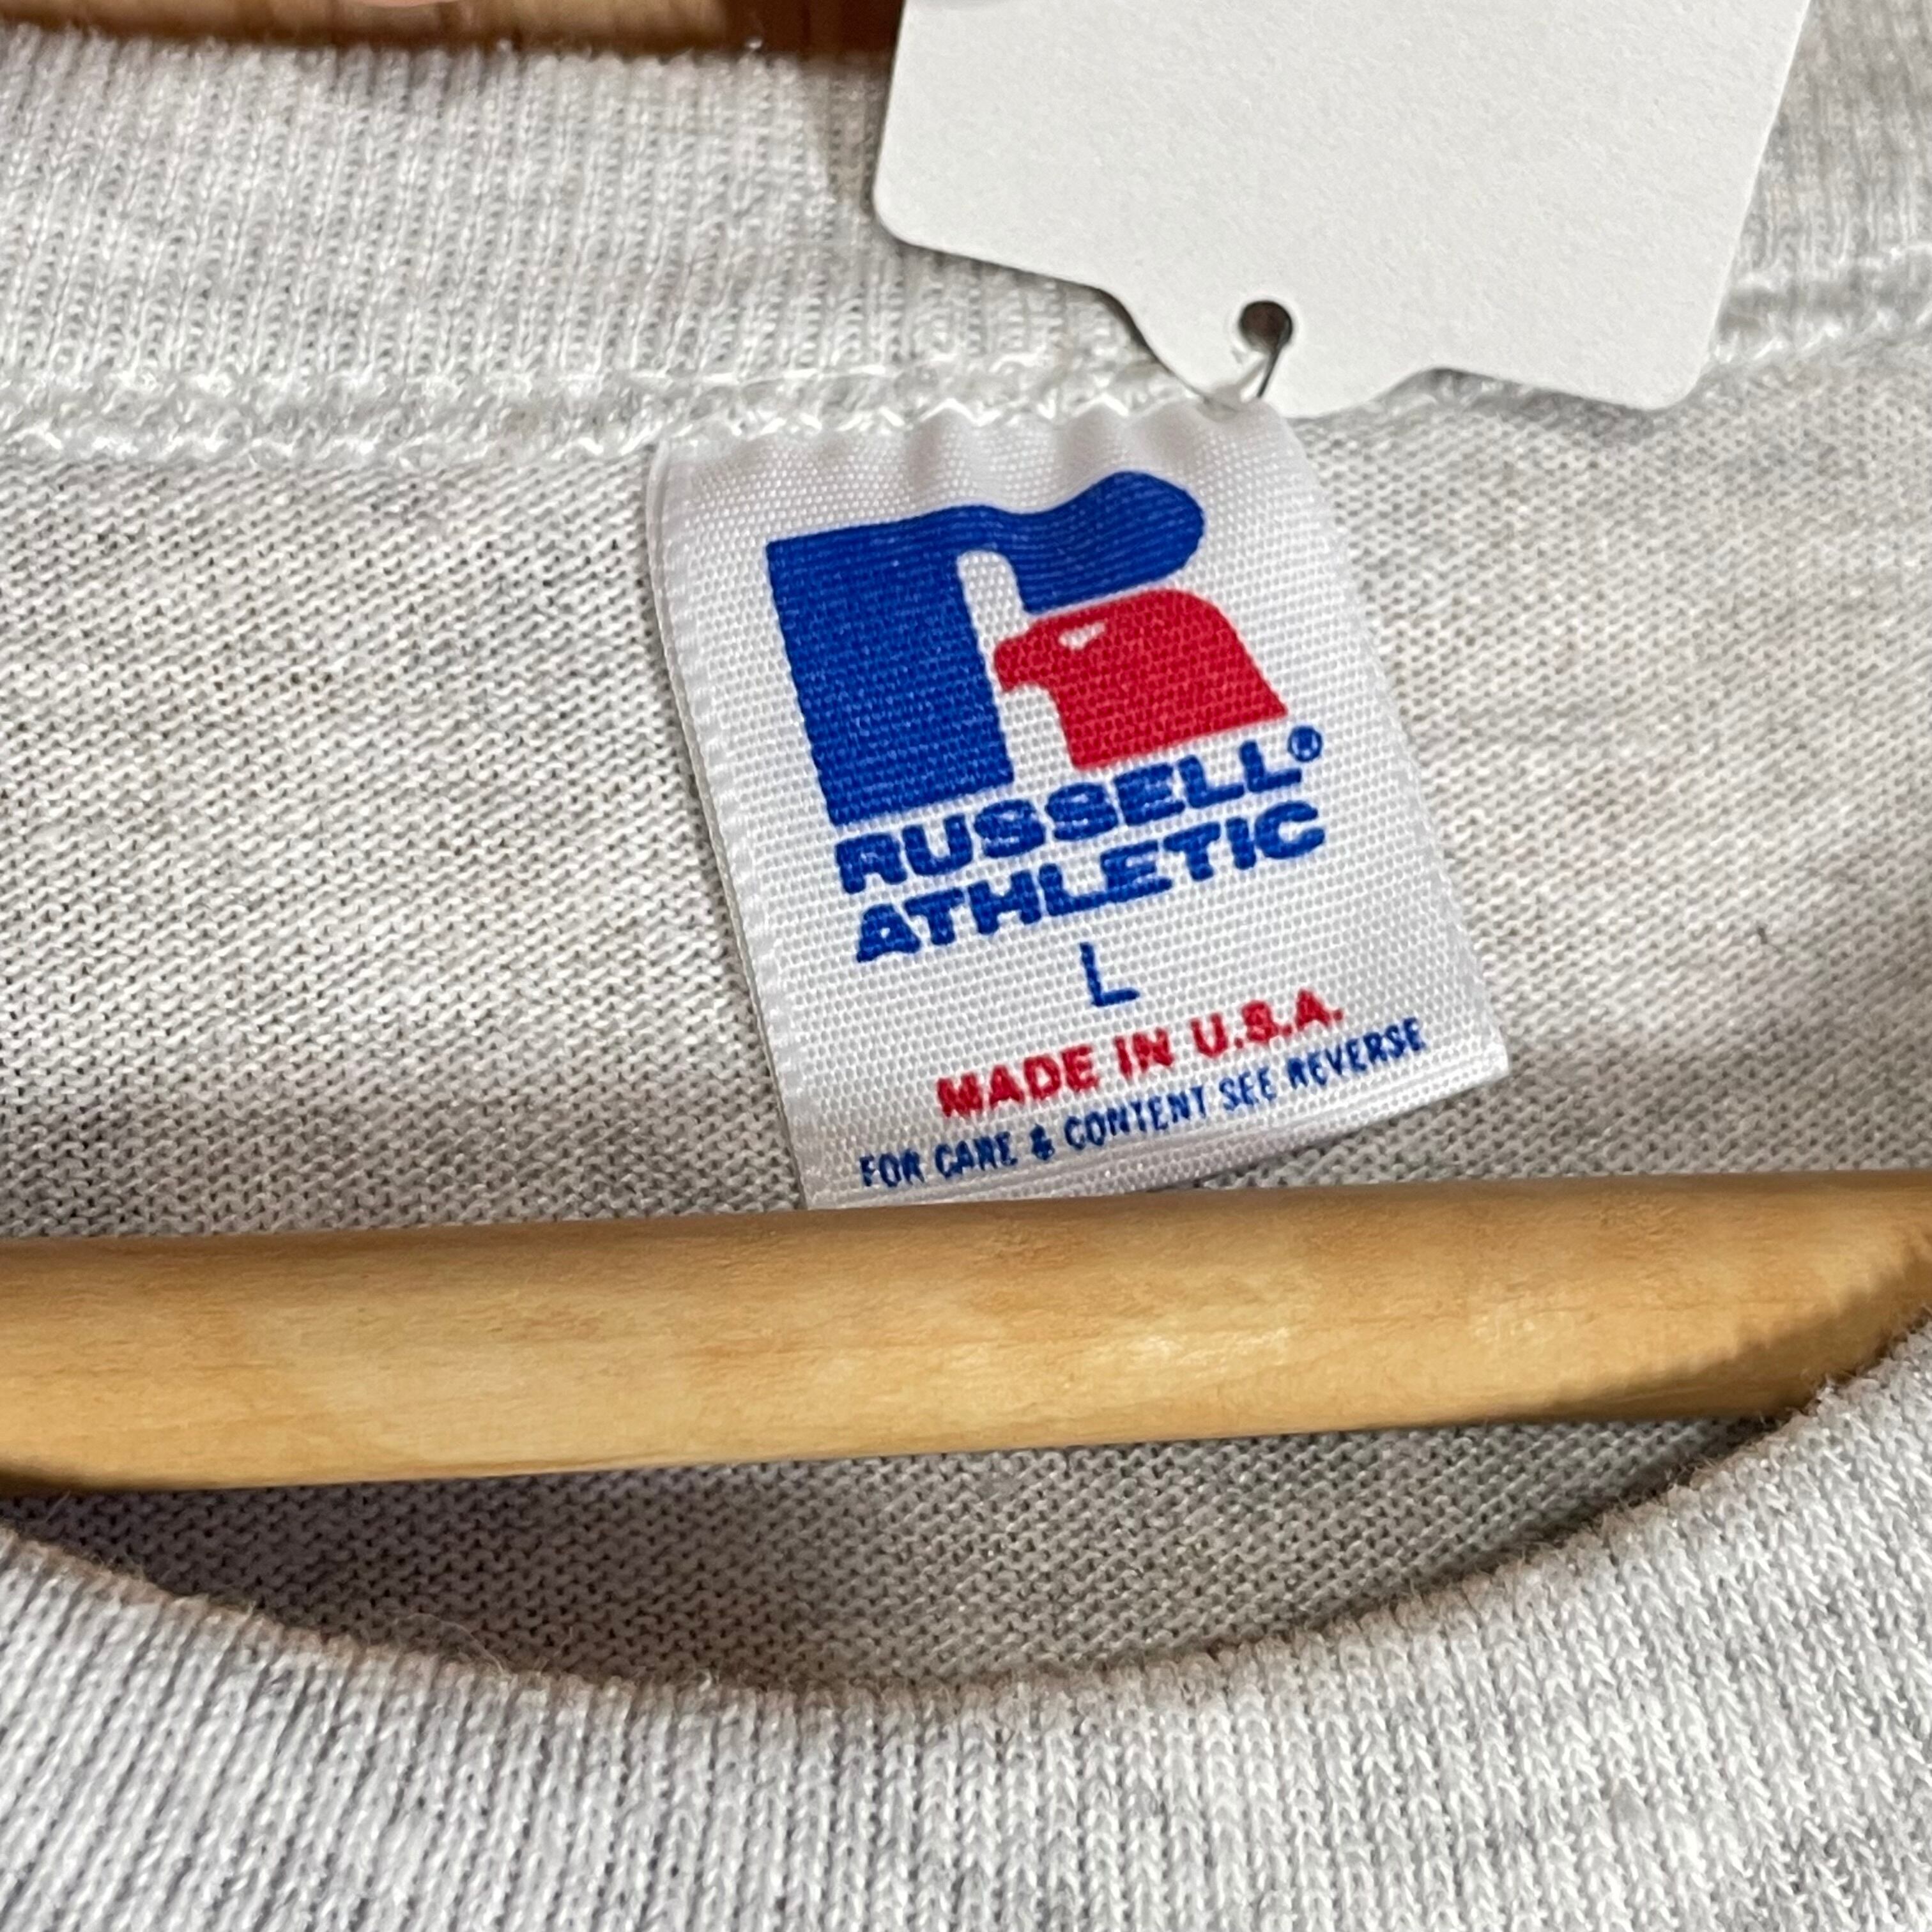 RUSSELL®
ATHLETIC
L
MADE IN U.S.A.
FOR CARE & CONTENT SEE REVERSE